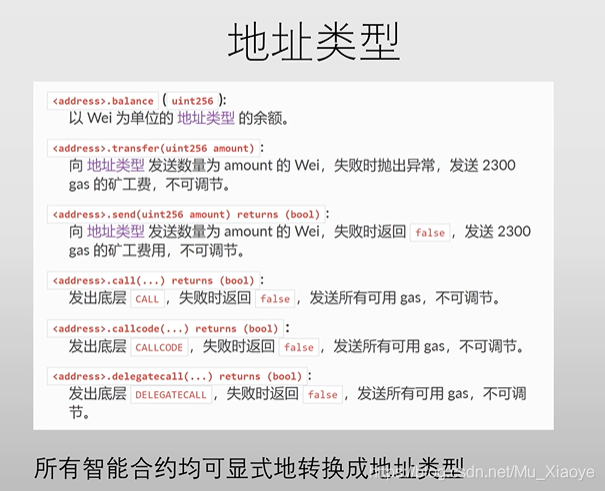 地址类型
<address>.balance ( uint256 ):
以 Wei 为单位的 地址类型 的余额。
<address>.transfer(uint256 amount) :
向 地址类型 发送数量为 amount 的 Wei，失败时抛出异常，发送 2300
gas 的矿工费，不可调节。
<address>.send(uint256 amount) returns (bool) :
向 地址类型 发送数量为 amount 的 Wei，失败时返回 false ，发送 2300
gas 的矿工费用，不可调节。
<address>.call(...) returns (bool) :
发出底层 CALL ，失败时返回 false ，发送所有可用 gas，不可调节。
<address>.callcode(...) returns (bool) :
发出底层 CALLCODE ，失败时返回 false ，发送所有可用 gas，不可调节。
<address>.delegatecall(...) returns (bool) :
发出底层 DELEGATECALL ，失败时返回 false ，发送所有可用 gas，不可调
节。
所有智能合约均可显式地转换成地址类型
https://blog.csdn.net/Mu_Xiaoye